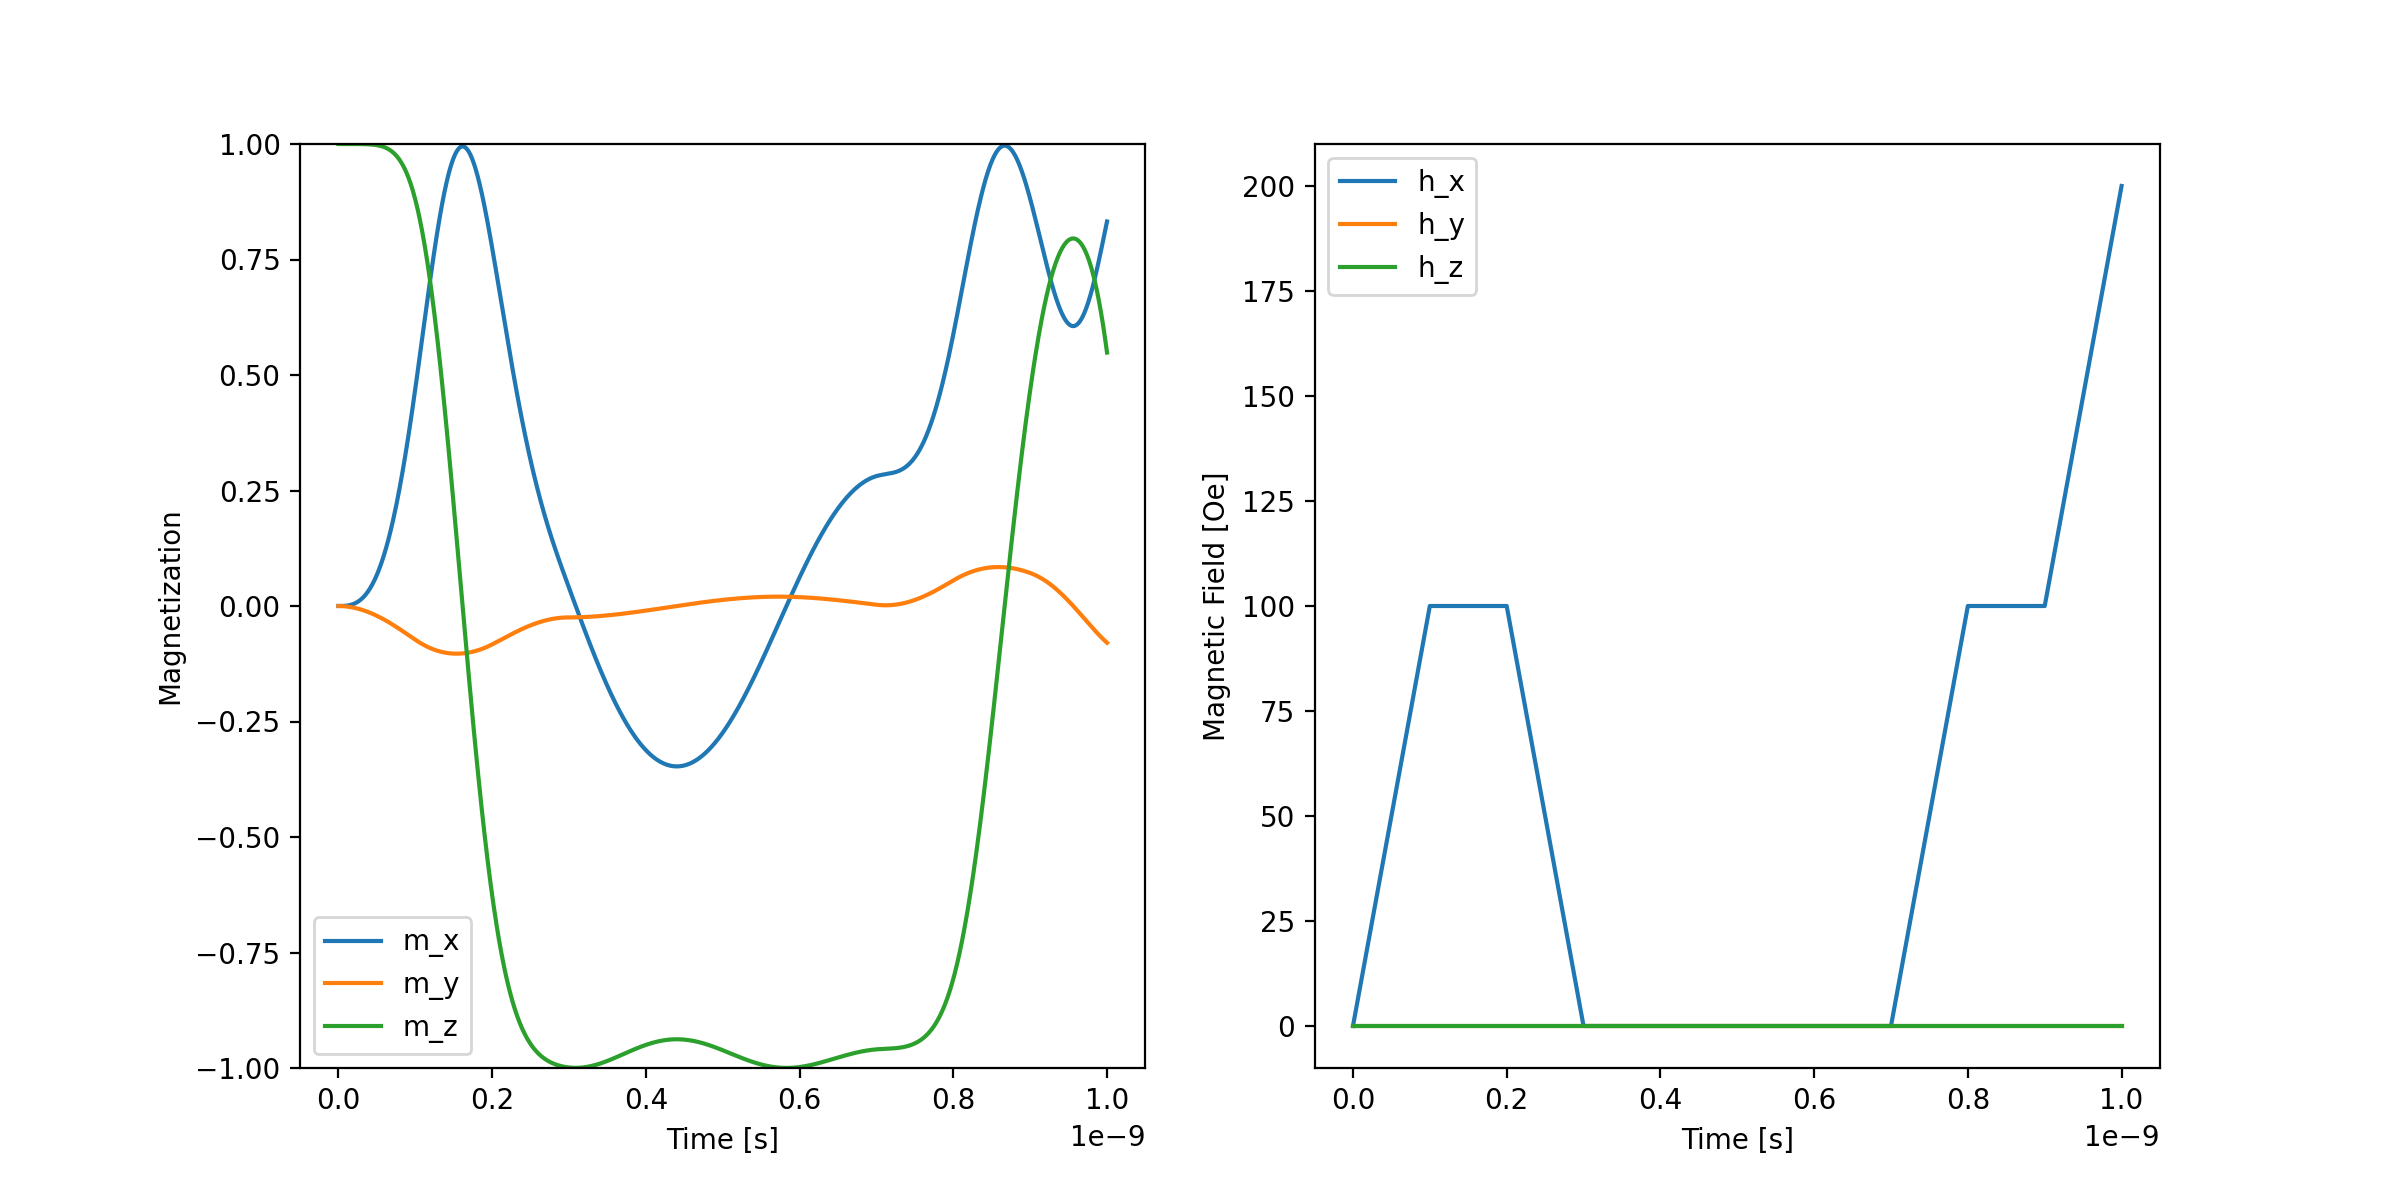 1.00
0.75
0.50
0.25
0.00
−0.25
−0.50
−0.75
−1.00
Magnetization
m_x
m_y
m_z
0.0 0.2 0.4 0.6 0.8 1.0
Time [s]
1e−9
200
175
150
125
100
75
50
25
0
Magnetic Field [Oe]
h_x
h_y
h_z
0.0 0.2 0.4 0.6 0.8 1.0
Time [s]
1e−9